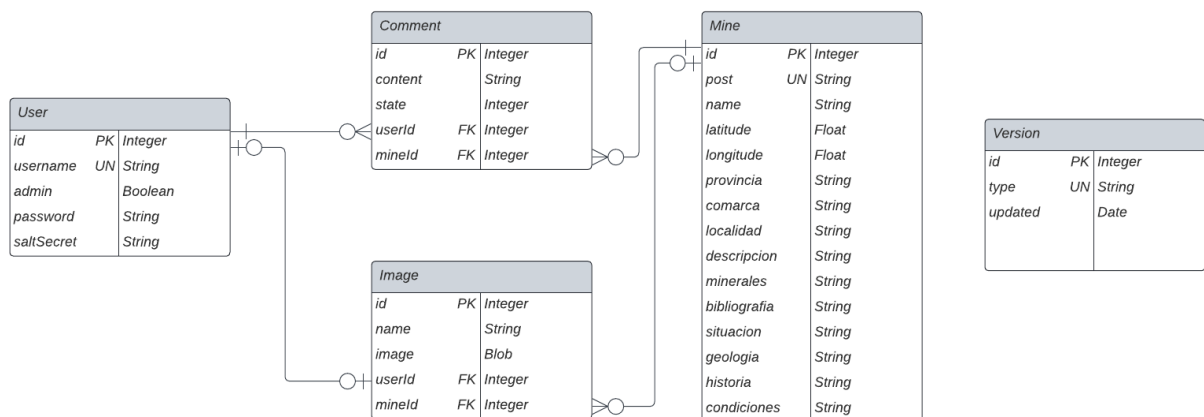 User
id PK Integer
username UN String
admin Boolean
password String
saltSecret String
Comment
id PK Integer
content String
state Integer
userId FK Integer
mineId FK Integer
Image
id PK Integer
name String
image Blob
userId FK Integer
mineId FK Integer
Mine
id PK Integer
post UN String
name String
latitude Float
longitude Float
provincia String
comarca String
localidad String
descripcion String
minerales String
bibliografia String
situacion String
geologia String
historia String
condiciones String
Version
id PK Integer
type UN String
updated Date